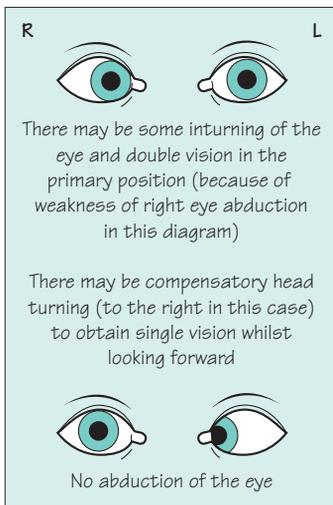 R L
There may be some inturning of the
eye and double vision in the
primary position (because of
weakness of right eye abduction
in this diagram)
There may be compensatory head
turning (to the right in this case)
to obtain single vision whilst
looking forward
No abduction of the eye